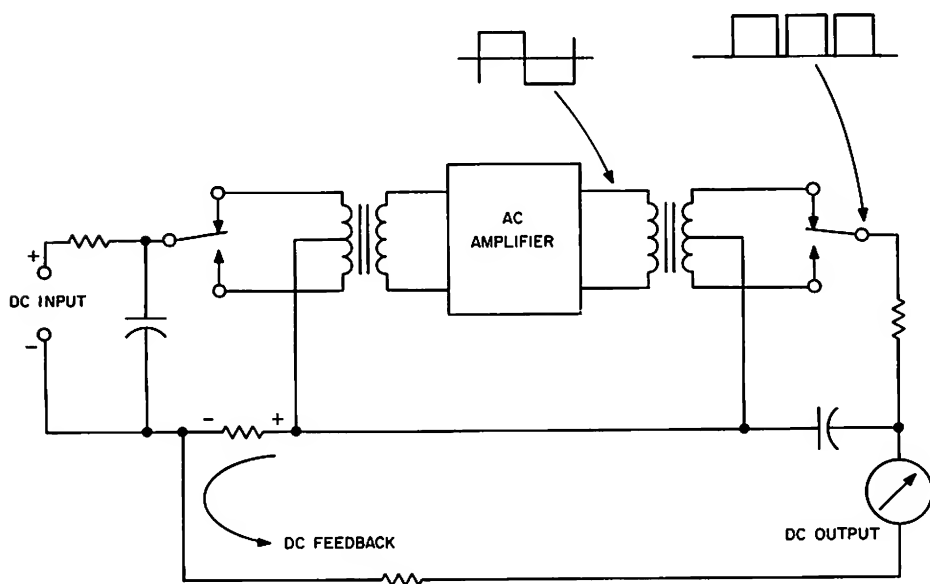 AC
AMPLIFIER
+
DC INPUT
-
- +
DC OUTPUT
DC FEEDBACK